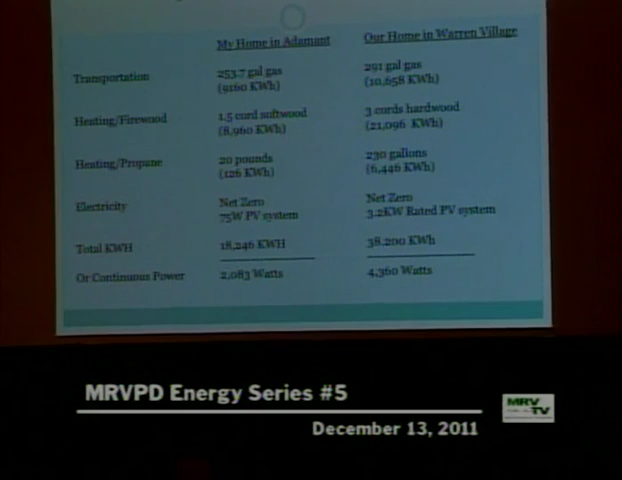 My Home in Adamant Our Home in Warren Village
Transportation 253.7 gal gas 291 gal gas
(9160 KWh) (10,658 KWh)
Heating/Firewood 1.5 cord softwood 3 cords hardwood
(8,960 KWh) (21,096 KWh)
Heating/Propane 20 pounds 230 gallons
(126 KWh) (6,446 KWh)
Electricity Net Zero Net Zero
75W PV system 3.2KW Rated PV system
Total KWH 18,246 KWH 38,200 KWh
Or Continuous Power 2,083 Watts 4,360 Watts
MRVPD Energy Series #5
MRV
TV
December 13, 2011